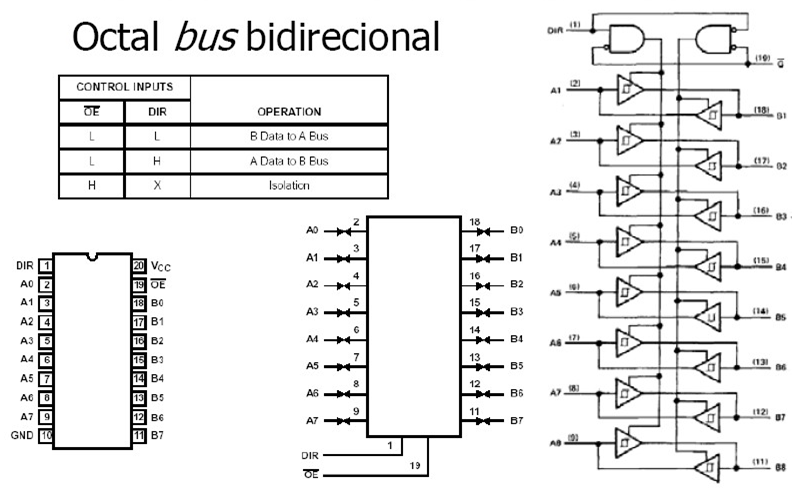 Octal bus bidirecional
CONTROL INPUTS
OE DIR OPERATION
L L B Data to A Bus
L H A Data to B Bus
H X Isolation
DIR 1 20 VCC
A0 2 19 OE
A1 3 18 B0
A2 4 17 B1
A3 5 16 B2
A4 6 15 B3
A5 7 14 B4
A6 8 13 B5
A7 9 12 B6
GND 10 11 B7
A0 2 18 B0
A1 3 17 B1
A2 4 16 B2
A3 5 15 B3
A4 6 14 B4
A5 7 13 B5
A6 8 12 B6
A7 9 11 B7
DIR 1
OE 19
DIR (1)
(19) G
A1 (2)
(18) B1
A2 (3)
(17) B2
A3 (4)
(16) B3
A4 (5)
(15) B4
A5 (6)
(14) B5
A6 (7)
(13) B6
A7 (8)
(12) B7
A8 (9)
(11) B8